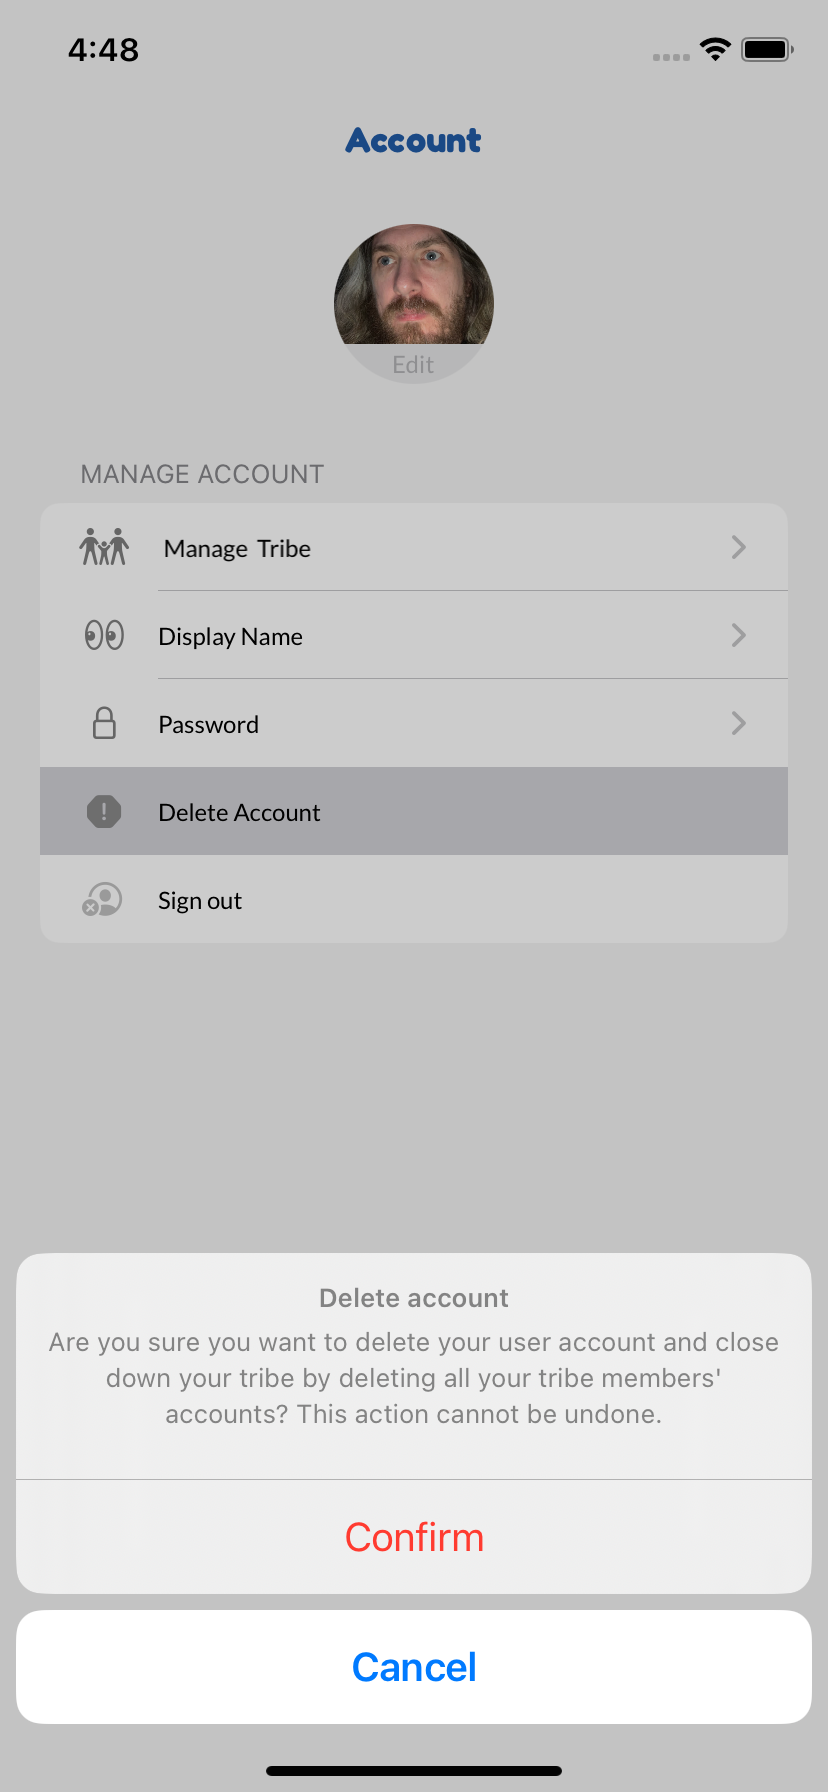 4:48
Account
Edit
MANAGE ACCOUNT
Manage Tribe
Display Name
Password
Delete Account
Sign out
Delete account
Are you sure you want to delete your user account and close
down your tribe by deleting all your tribe members'
accounts? This action cannot be undone.
Confirm
Cancel